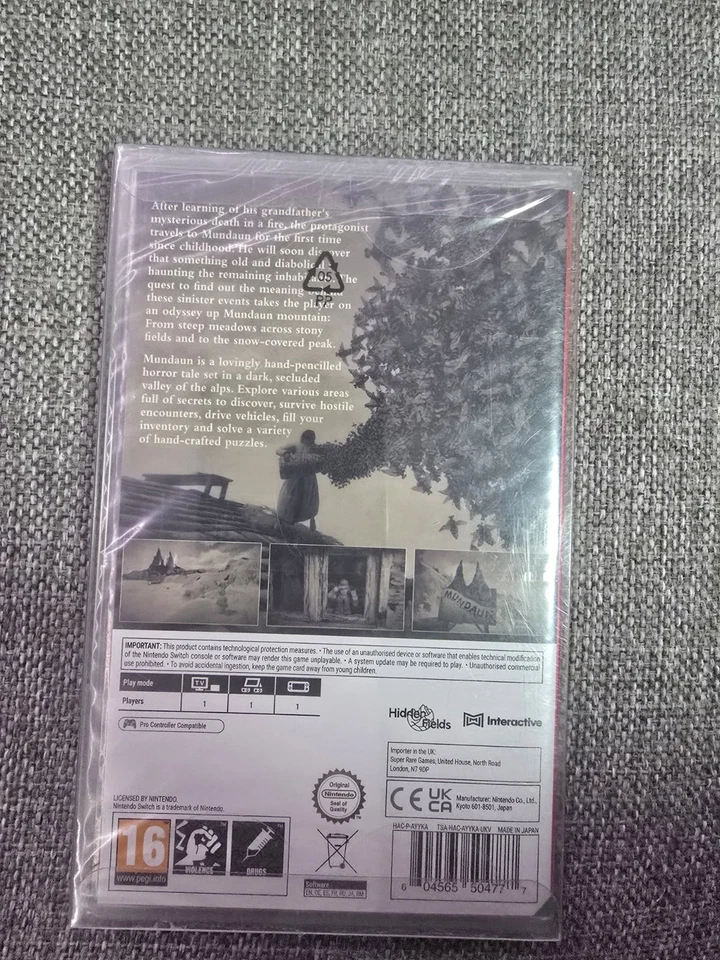 After learning of his grandfather's
mysterious death in a fire, the protagonist
travels to Mundaun for the first time
since childhood. He will soon discover
that something old and diabolical is
haunting the remaining inhabitants. The
quest to find out the meaning behind
these sinister events takes the player on
an odyssey up Mundaun mountain:
From steep meadows across stony
fields and to the snow-covered peak.
05
PP
Mundaun is a lovingly hand-pencilled
horror tale set in a dark, secluded
valley of the alps. Explore various areas
full of secrets to discover, survive hostile
encounters, drive vehicles, fill your
inventory and solve a variety
of hand-crafted puzzles.
MUNDAUN
IMPORTANT: This product contains technological protection measures. • The use of an unauthorised device or software that enables technical modification
of the Nintendo Switch console or software may render this game unplayable. • A system update may be required to play. • Unauthorised commercial
use prohibited. • To avoid accidental ingestion, keep the game card away from young children.
Play mode TV
Players 1 1 1
Pro Controller Compatible
Hidden Fields
Interactive
Importer in the UK:
Super Rare Games, United House, North Road
London, N7 9DP
CE UK CA
Manufacturer: Nintendo Co., Ltd.,
Kyoto 601-8501, Japan
Original
Nintendo
Seal of
Quality
LICENSED BY NINTENDO.
Nintendo Switch is a trademark of Nintendo.
16
www.pegi.info
VIOLENCE
DRUGS
Software
HAC-P-AYYKA TSA-HAC-AYYKA-UKV MADE IN JAPAN
6 04565 50477 7